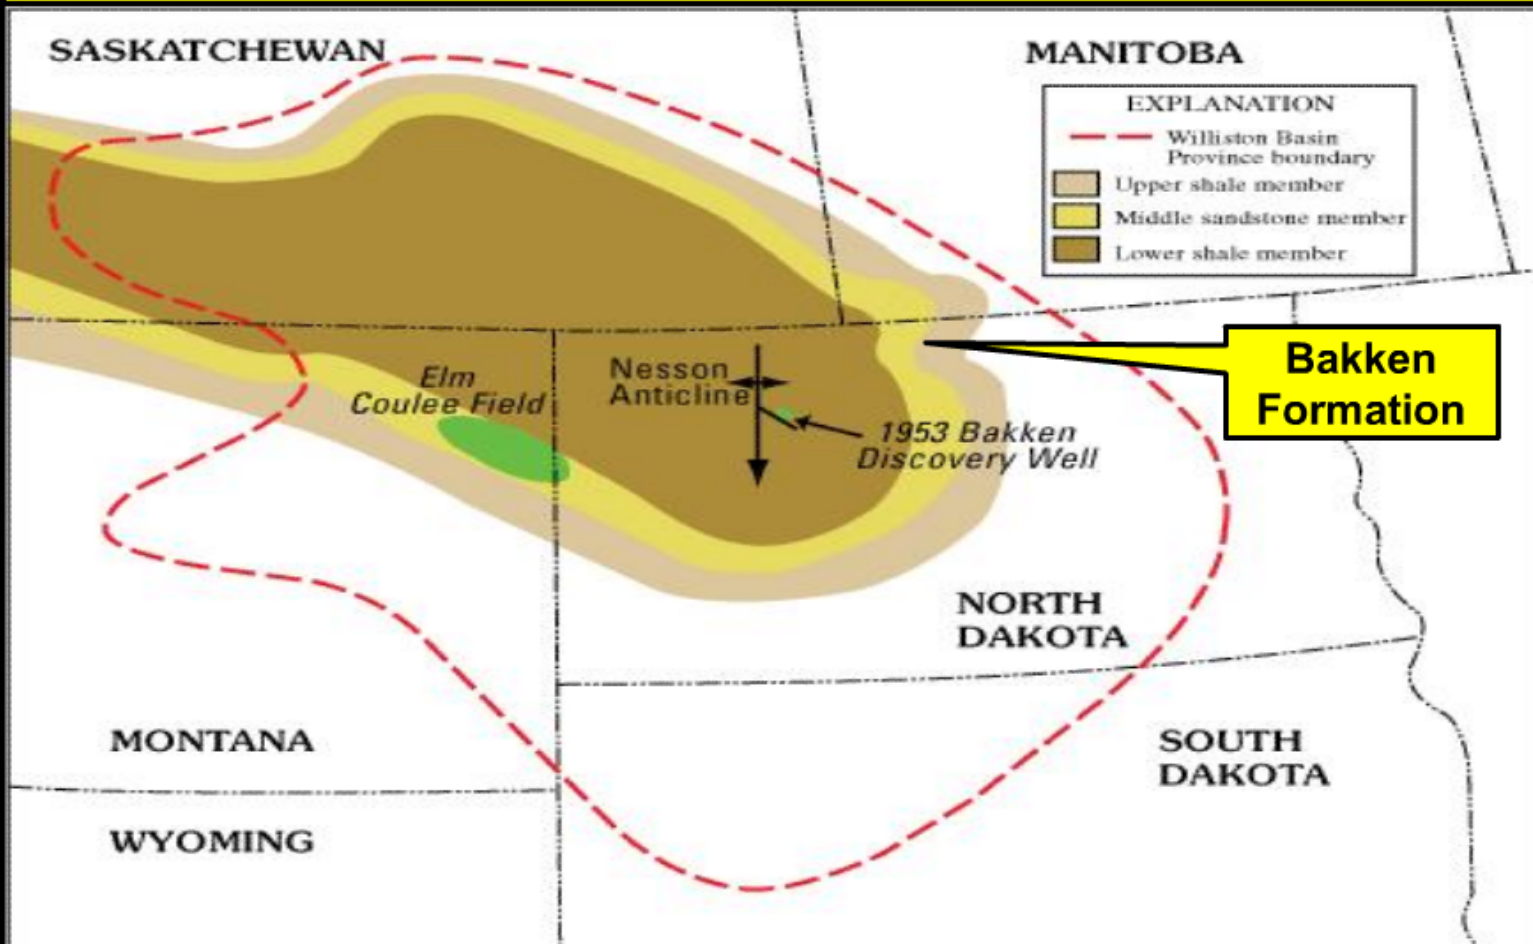 SASKATCHEWAN
MANITOBA
EXPLANATION
Williston Basin
Province boundary
Upper shale member
Middle sandstone member
Lower shale member
Bakken
Formation
Elm
Coulee Field
Nesson
Anticline
1953 Bakken
Discovery Well
NORTH
DAKOTA
MONTANA
SOUTH
DAKOTA
WYOMING